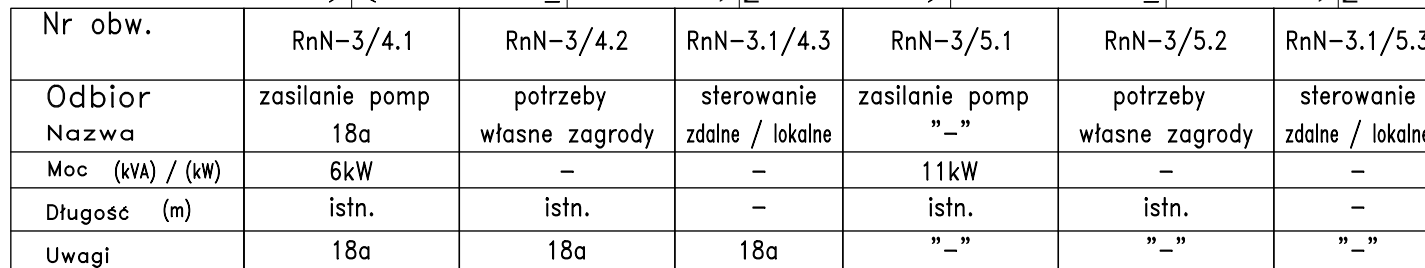 Nr obw. RnN-3/4.1 RnN-3/4.2 RnN-3.1/4.3 RnN-3/5.1 RnN-3/5.2 RnN-3.1/5.3
Odbior zasilanie pomp potrzeby sterowanie zasilanie pomp potrzeby sterowanie
Nazwa 18a własne zagrody zdalne / lokalne "–" własne zagrody zdalne / lokalne
Moc (kVA) / (kW) 6kW – – 11kW – –
Długość (m) istn. istn. – istn. istn. –
Uwagi 18a 18a 18a "–" "–" "–"